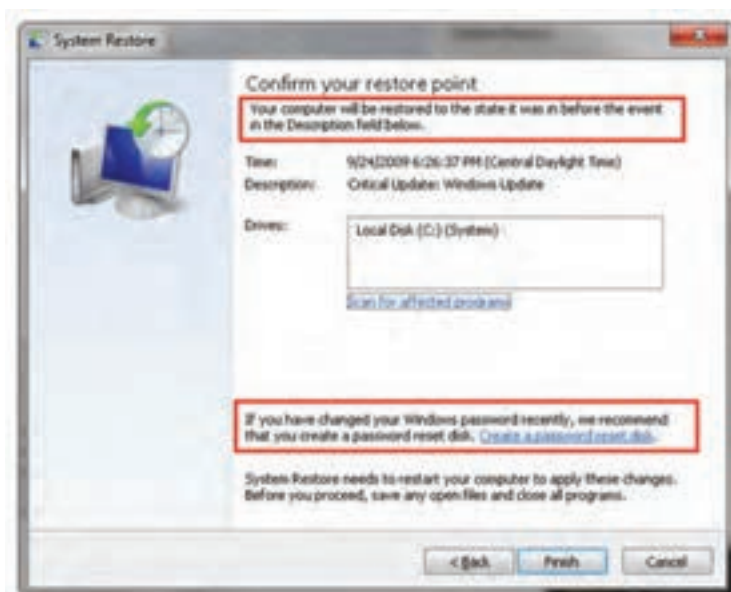 System Restore
Confirm your restore point
Your computer will be restored to the state it was in before the event
in the Description field below.
Time: 9/24/2009 6:26:37 PM (Central Daylight Time)
Description: Critical Update: Windows Update
Drives: Local Disk (C:) (System)
Scan for affected programs
If you have changed your Windows password recently, we recommend
that you create a password reset disk. Create a password reset disk.
System Restore needs to restart your computer to apply these changes.
Before you proceed, save any open files and close all programs.
< Back Finish Cancel